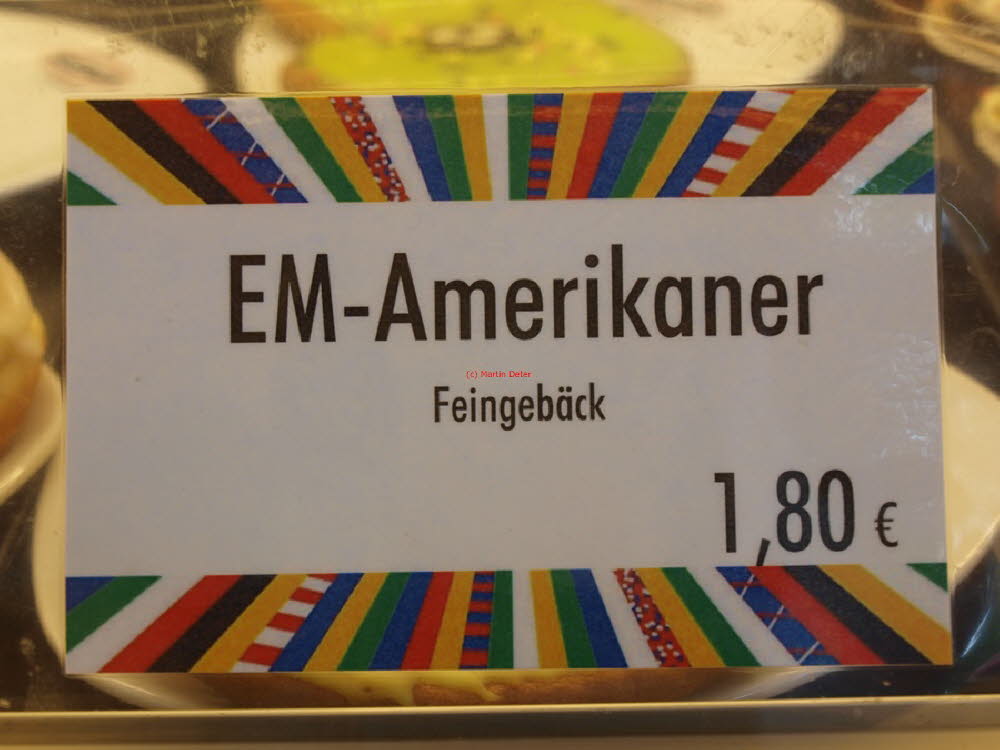 EM-Amerikaner
(c) Martin Deter
Feingebäck
1,80 €